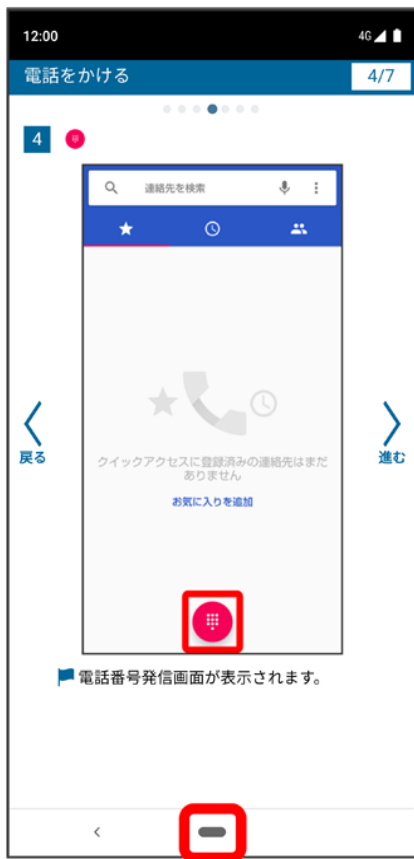 12:00 4G
電話をかける 4/7
4
連絡先を検索
戻る
進む
クイックアクセスに登録済みの連絡先はまだ
ありません
お気に入りを追加
電話番号発信画面が表示されます。